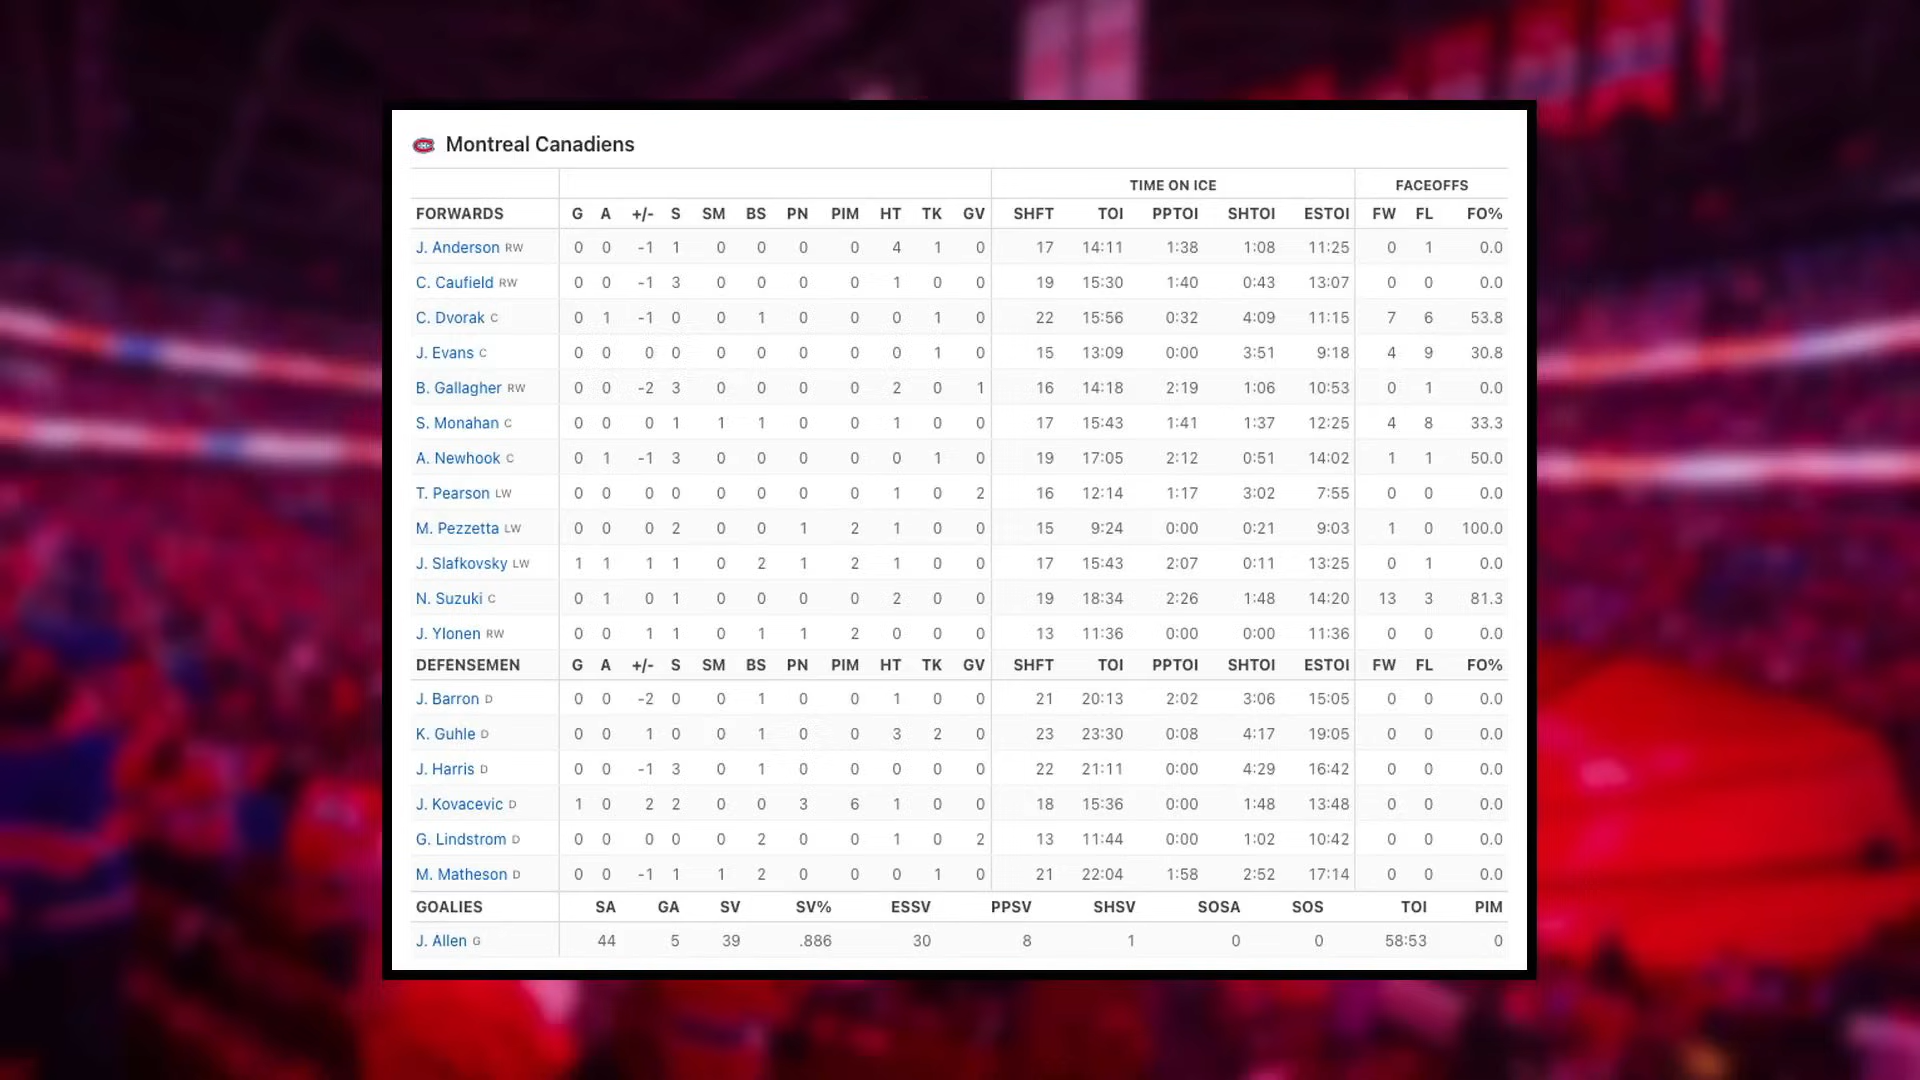 Montreal Canadiens
TIME ON ICE FACEOFFS
FORWARDS G A +/- S SM BS PN PIM HT TK GV SHFT TOI PPTOI SHTOI ESTOI FW FL FO%
J. Anderson RW 0 0 -1 1 0 0 0 0 4 1 0 17 14:11 1:38 1:08 11:25 0 1 0.0
C. Caufield RW 0 0 -1 3 0 0 0 0 1 0 0 19 15:30 1:40 0:43 13:07 0 0 0.0
C. Dvorak C 0 1 -1 0 0 1 0 0 0 1 0 22 15:56 0:32 4:09 11:15 7 6 53.8
J. Evans C 0 0 0 0 0 0 0 0 0 1 0 15 13:09 0:00 3:51 9:18 4 9 30.8
B. Gallagher RW 0 0 -2 3 0 0 0 0 2 0 1 16 14:18 2:19 1:06 10:53 0 1 0.0
S. Monahan C 0 0 0 1 1 1 0 0 1 0 0 17 15:43 1:41 1:37 12:25 4 8 33.3
A. Newhook C 0 1 -1 3 0 0 0 0 0 1 0 19 17:05 2:12 0:51 14:02 1 1 50.0
T. Pearson LW 0 0 0 0 0 0 0 0 1 0 2 16 12:14 1:17 3:02 7:55 0 0 0.0
M. Pezzetta LW 0 0 0 2 0 0 1 2 1 0 0 15 9:24 0:00 0:21 9:03 1 0 100.0
J. Slafkovsky LW 1 1 1 1 0 2 1 2 1 0 0 17 15:43 2:07 0:11 13:25 0 1 0.0
N. Suzuki C 0 1 0 1 0 0 0 0 2 0 0 19 18:34 2:26 1:48 14:20 13 3 81.3
J. Ylonen RW 0 0 1 1 0 1 1 2 0 0 0 13 11:36 0:00 0:00 11:36 0 0 0.0
DEFENSEMEN G A +/- S SM BS PN PIM HT TK GV SHFT TOI PPTOI SHTOI ESTOI FW FL FO%
J. Barron D 0 0 -2 0 0 1 0 0 1 0 0 21 20:13 2:02 3:06 15:05 0 0 0.0
K. Guhle D 0 0 1 0 0 1 0 0 3 2 0 23 23:30 0:08 4:17 19:05 0 0 0.0
J. Harris D 0 0 -1 3 0 1 0 0 0 0 0 22 21:11 0:00 4:29 16:42 0 0 0.0
J. Kovacevic D 1 0 2 2 0 0 3 6 1 0 0 18 15:36 0:00 1:48 13:48 0 0 0.0
G. Lindstrom D 0 0 0 0 0 2 0 0 1 0 2 13 11:44 0:00 1:02 10:42 0 0 0.0
M. Matheson D 0 0 -1 1 1 2 0 0 0 1 0 21 22:04 1:58 2:52 17:14 0 0 0.0
GOALIES SA GA SV SV% ESSV PPSV SHSV SOSA SOS TOI PIM
J. Allen G 44 5 39 .886 30 8 1 0 0 58:53 0